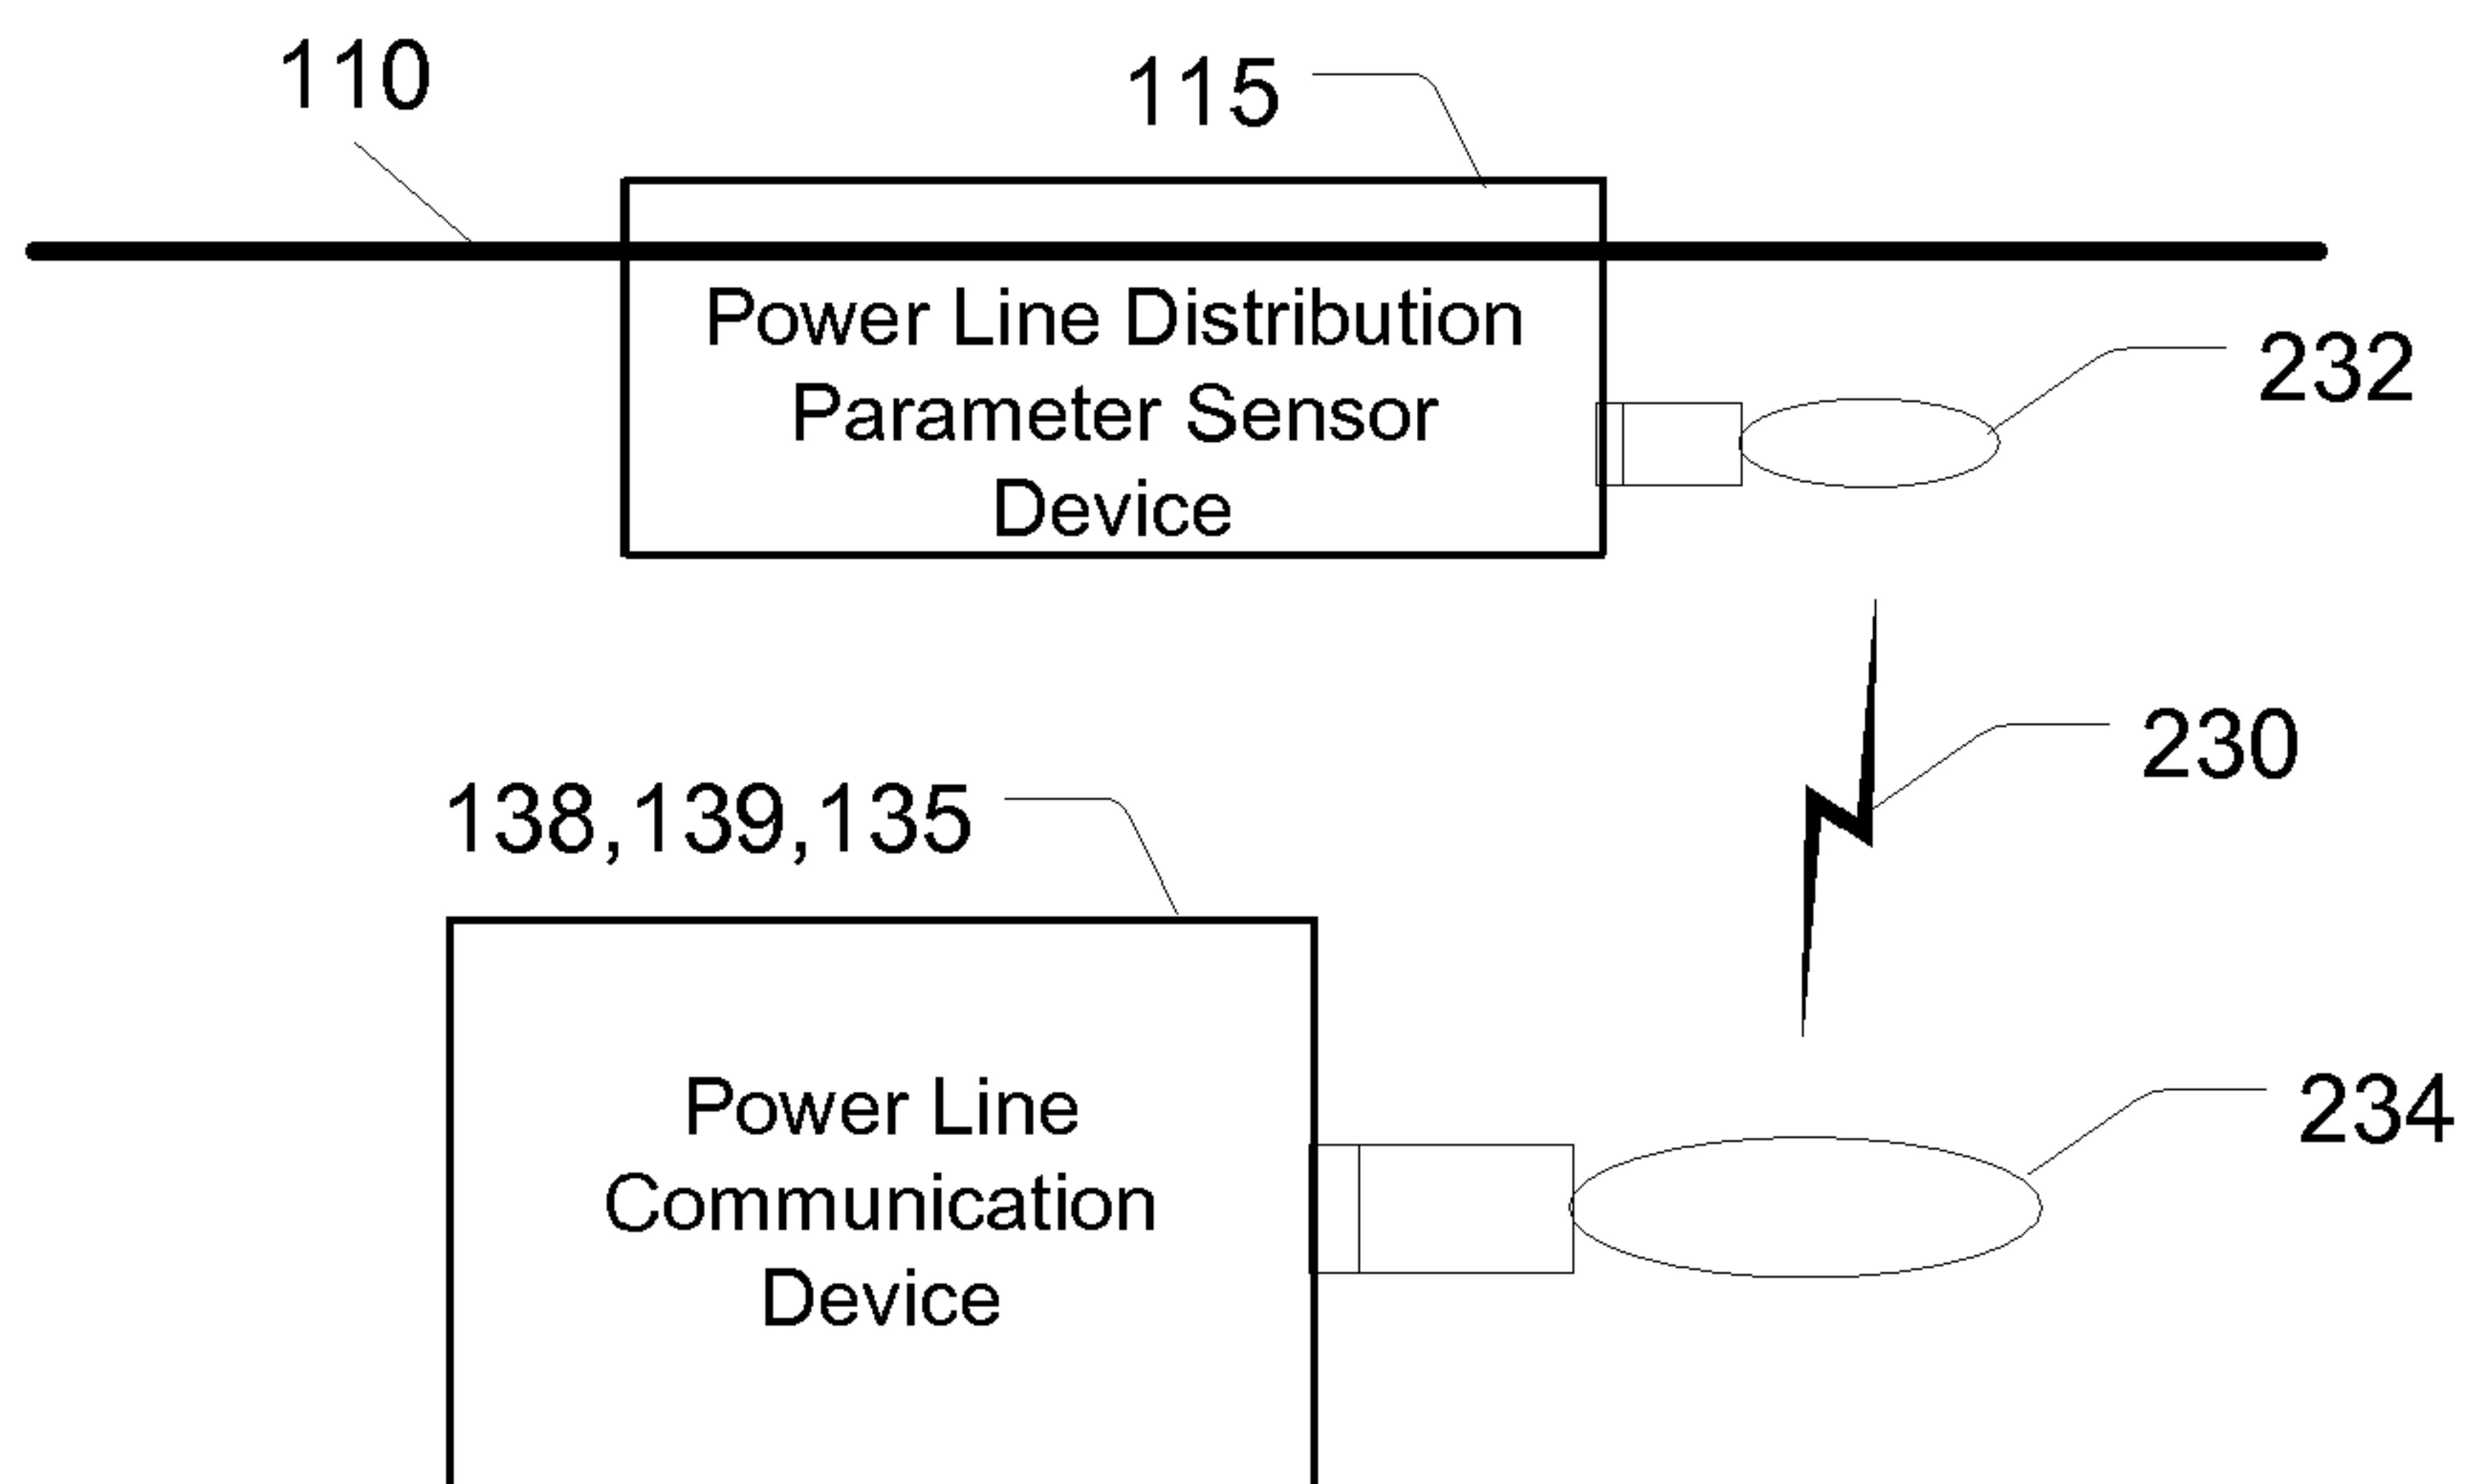 110
115
Power Line Distribution
Parameter Sensor
Device
232
230
138,139,135
Power Line
Communication
Device
234